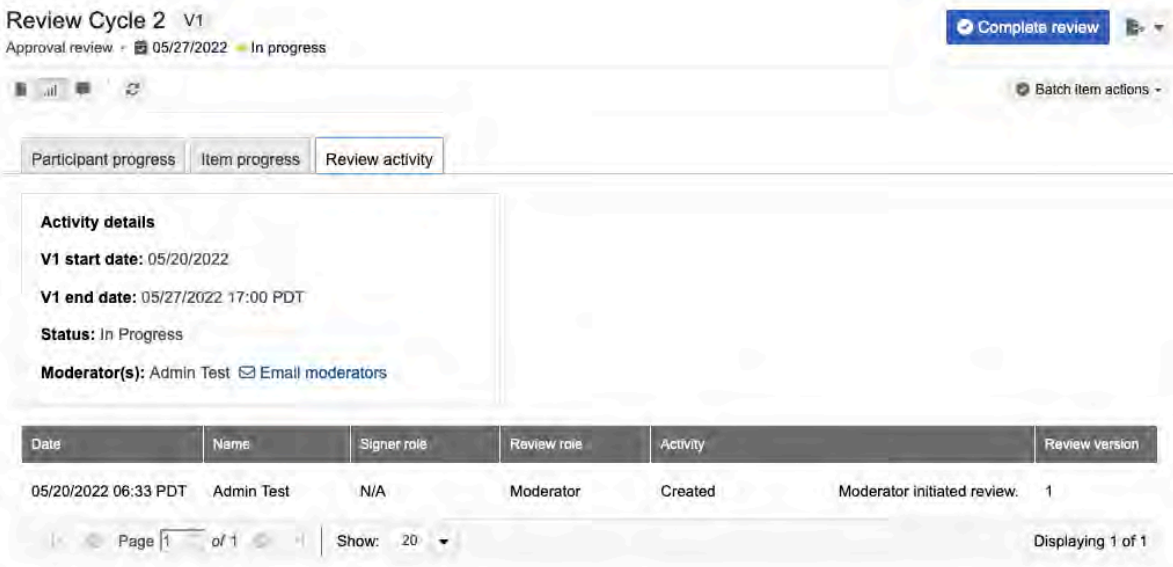 Review Cycle 2 V1
Complete review
Approval review • 05/27/2022 In progress
Batch item actions
Participant progress Item progress Review activity
Activity details
V1 start date: 05/20/2022
V1 end date: 05/27/2022 17:00 PDT
Status: In Progress
Moderator(s): Admin Test Email moderators
Date Name Signer role Review role Activity Review version
05/20/2022 06:33 PDT Admin Test N/A Moderator Created Moderator initiated review. 1
Page 1 of 1 Show: 20 Displaying 1 of 1